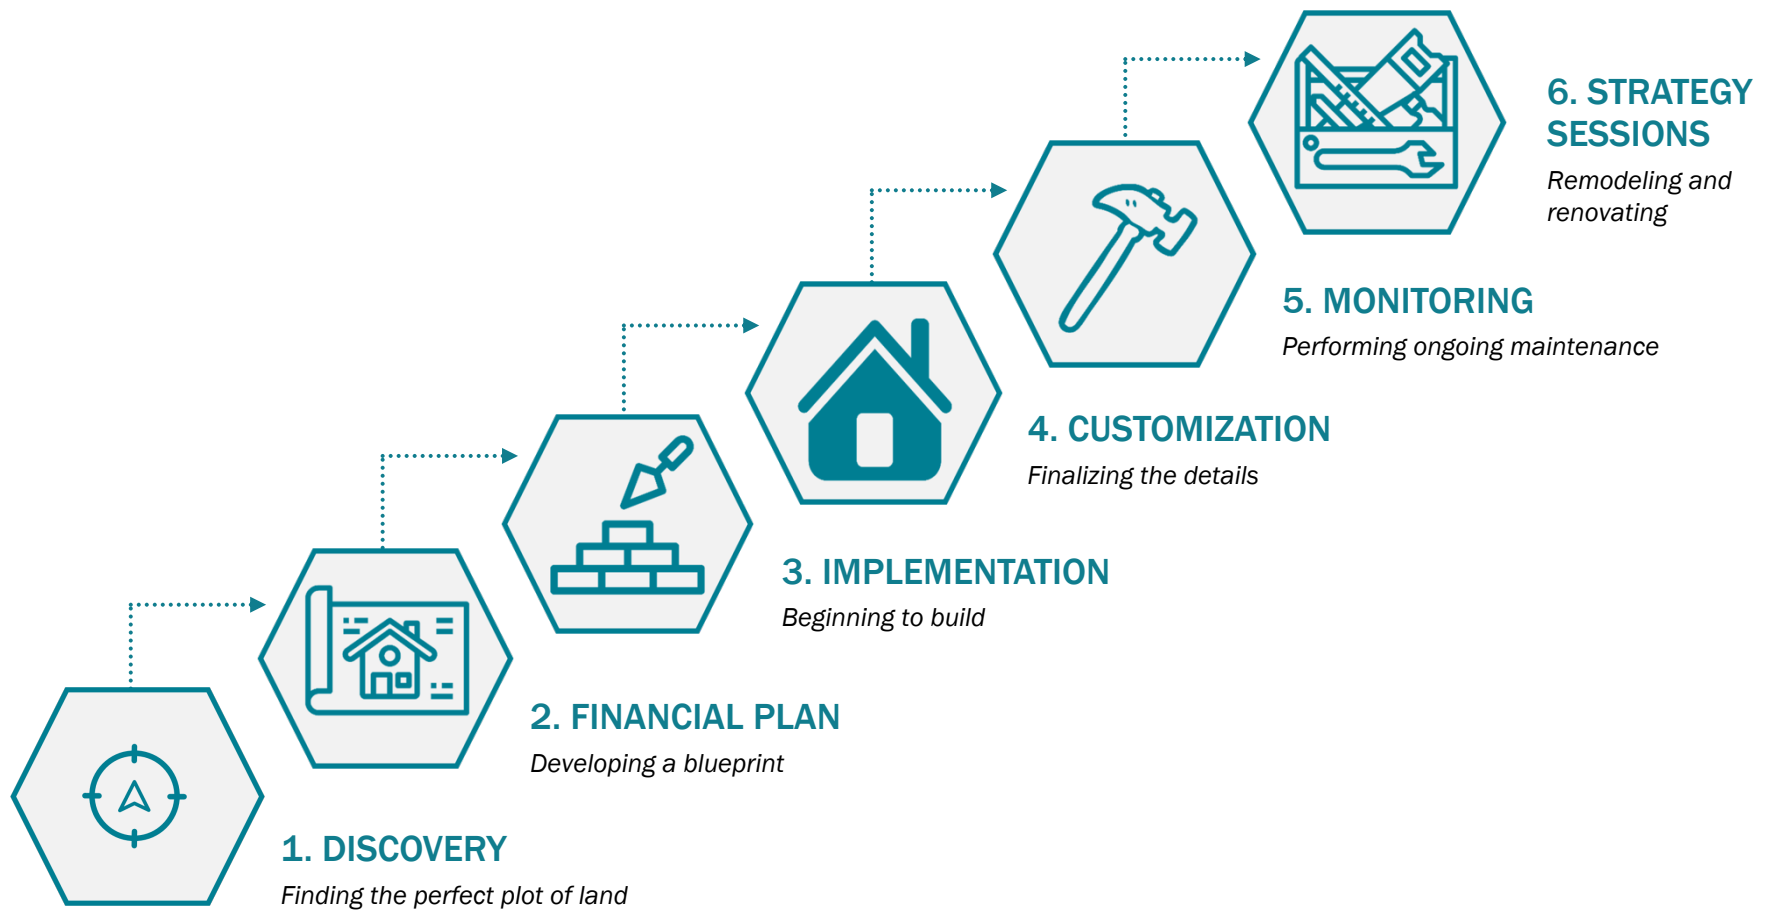 6. STRATEGY
SESSIONS
Remodeling and
renovating
5. MONITORING
Performing ongoing maintenance
4. CUSTOMIZATION
Finalizing the details
3. IMPLEMENTATION
Beginning to build
2. FINANCIAL PLAN
Developing a blueprint
1. DISCOVERY
Finding the perfect plot of land